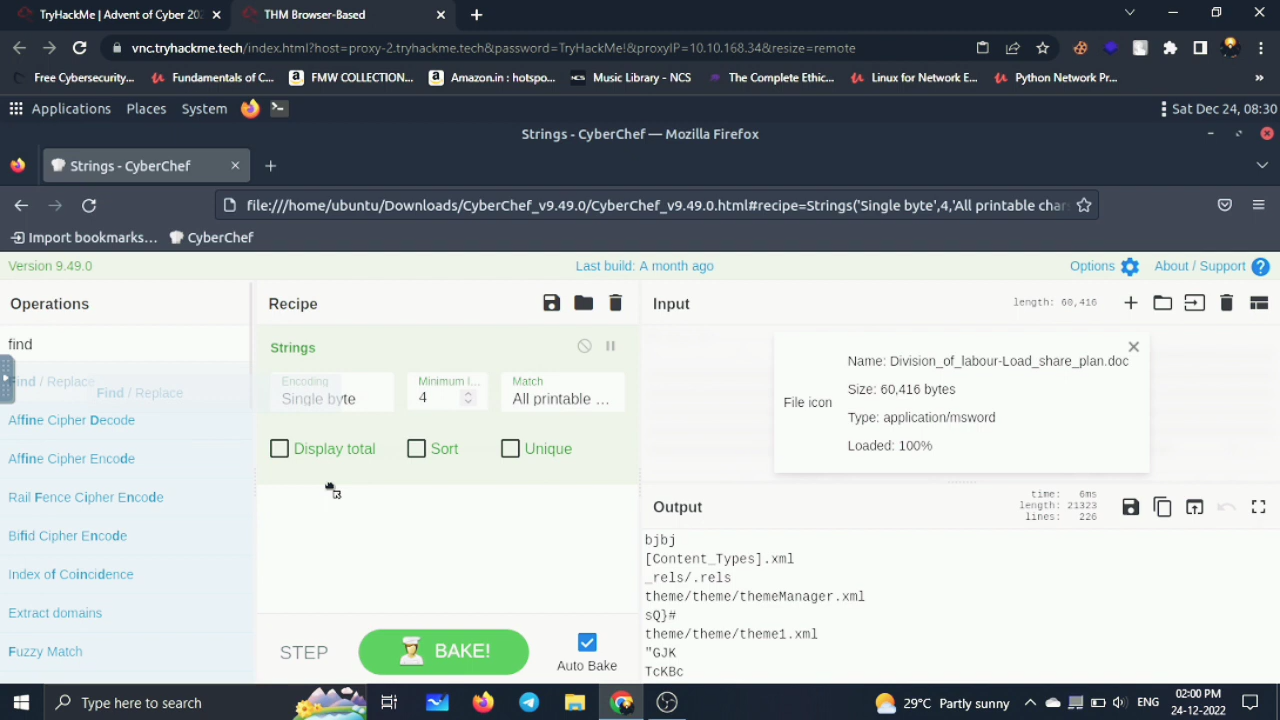 TryHackMe | Advent of Cyber 202
THM Browser-Based
vnc.tryhackme.tech/index.html?host=proxy-2.tryhackme.tech&password=TryHackMe!&proxyIP=10.10.168.34&resize=remote
Free Cybersecurity... Fundamentals of C... FMW COLLECTION... Amazon.in : hotspo... NCS Music Library - NCS The Complete Ethic... Linux for Network E... Python Network Pr... »
Applications Places System Sat Dec 24, 08:30
Strings - CyberChef — Mozilla Firefox
Strings - CyberChef
file:///home/ubuntu/Downloads/CyberChef_v9.49.0/CyberChef_v9.49.0.html#recipe=Strings('Single byte',4,'All printable char
Import bookmarks... CyberChef
Version 9.49.0 Last build: A month ago Options About / Support
Operations Recipe Input length: 60,416
find
Strings
Find / Replace
Find / Replace
Encoding
Single byte
Minimum l...
4
Match
All printable ...
Display total Sort Unique
File icon
Name: Division_of_labour-Load_share_plan.doc
Size: 60,416 bytes
Type: application/msword
Loaded: 100%
Affine Cipher Decode
Affine Cipher Encode
Rail Fence Cipher Encode
Bifid Cipher Encode
Index of Coincidence
Extract domains
Fuzzy Match
STEP BAKE! Auto Bake
Output
time: 6ms
length: 21323
lines: 226
bjbj
[Content_Types].xml
_rels/.rels
theme/theme/themeManager.xml
sQ}#
theme/theme/theme1.xml
"GJK
TcKBc
Type here to search 29°C Partly sunny ENG 02:00 PM
24-12-2022